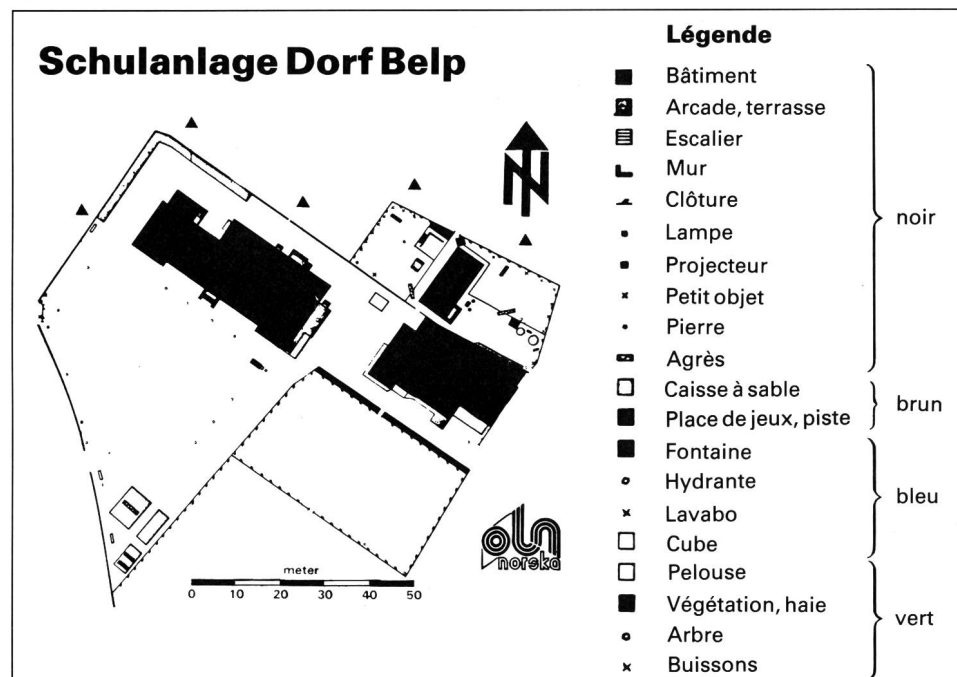 Schulanlage Dorf Belp
N
meter
0 10 20 30 40 50
oln
norska
Légende
Bâtiment
Arcade, terrasse
Escalier
Mur
Clôture
Lampe
Projecteur
Petit objet
Pierre
Agrès
noir
Caisse à sable
Place de jeux, piste
brun
Fontaine
Hydrante
Lavabo
Cube
bleu
Pelouse
Végétation, haie
Arbre
Buissons
vert